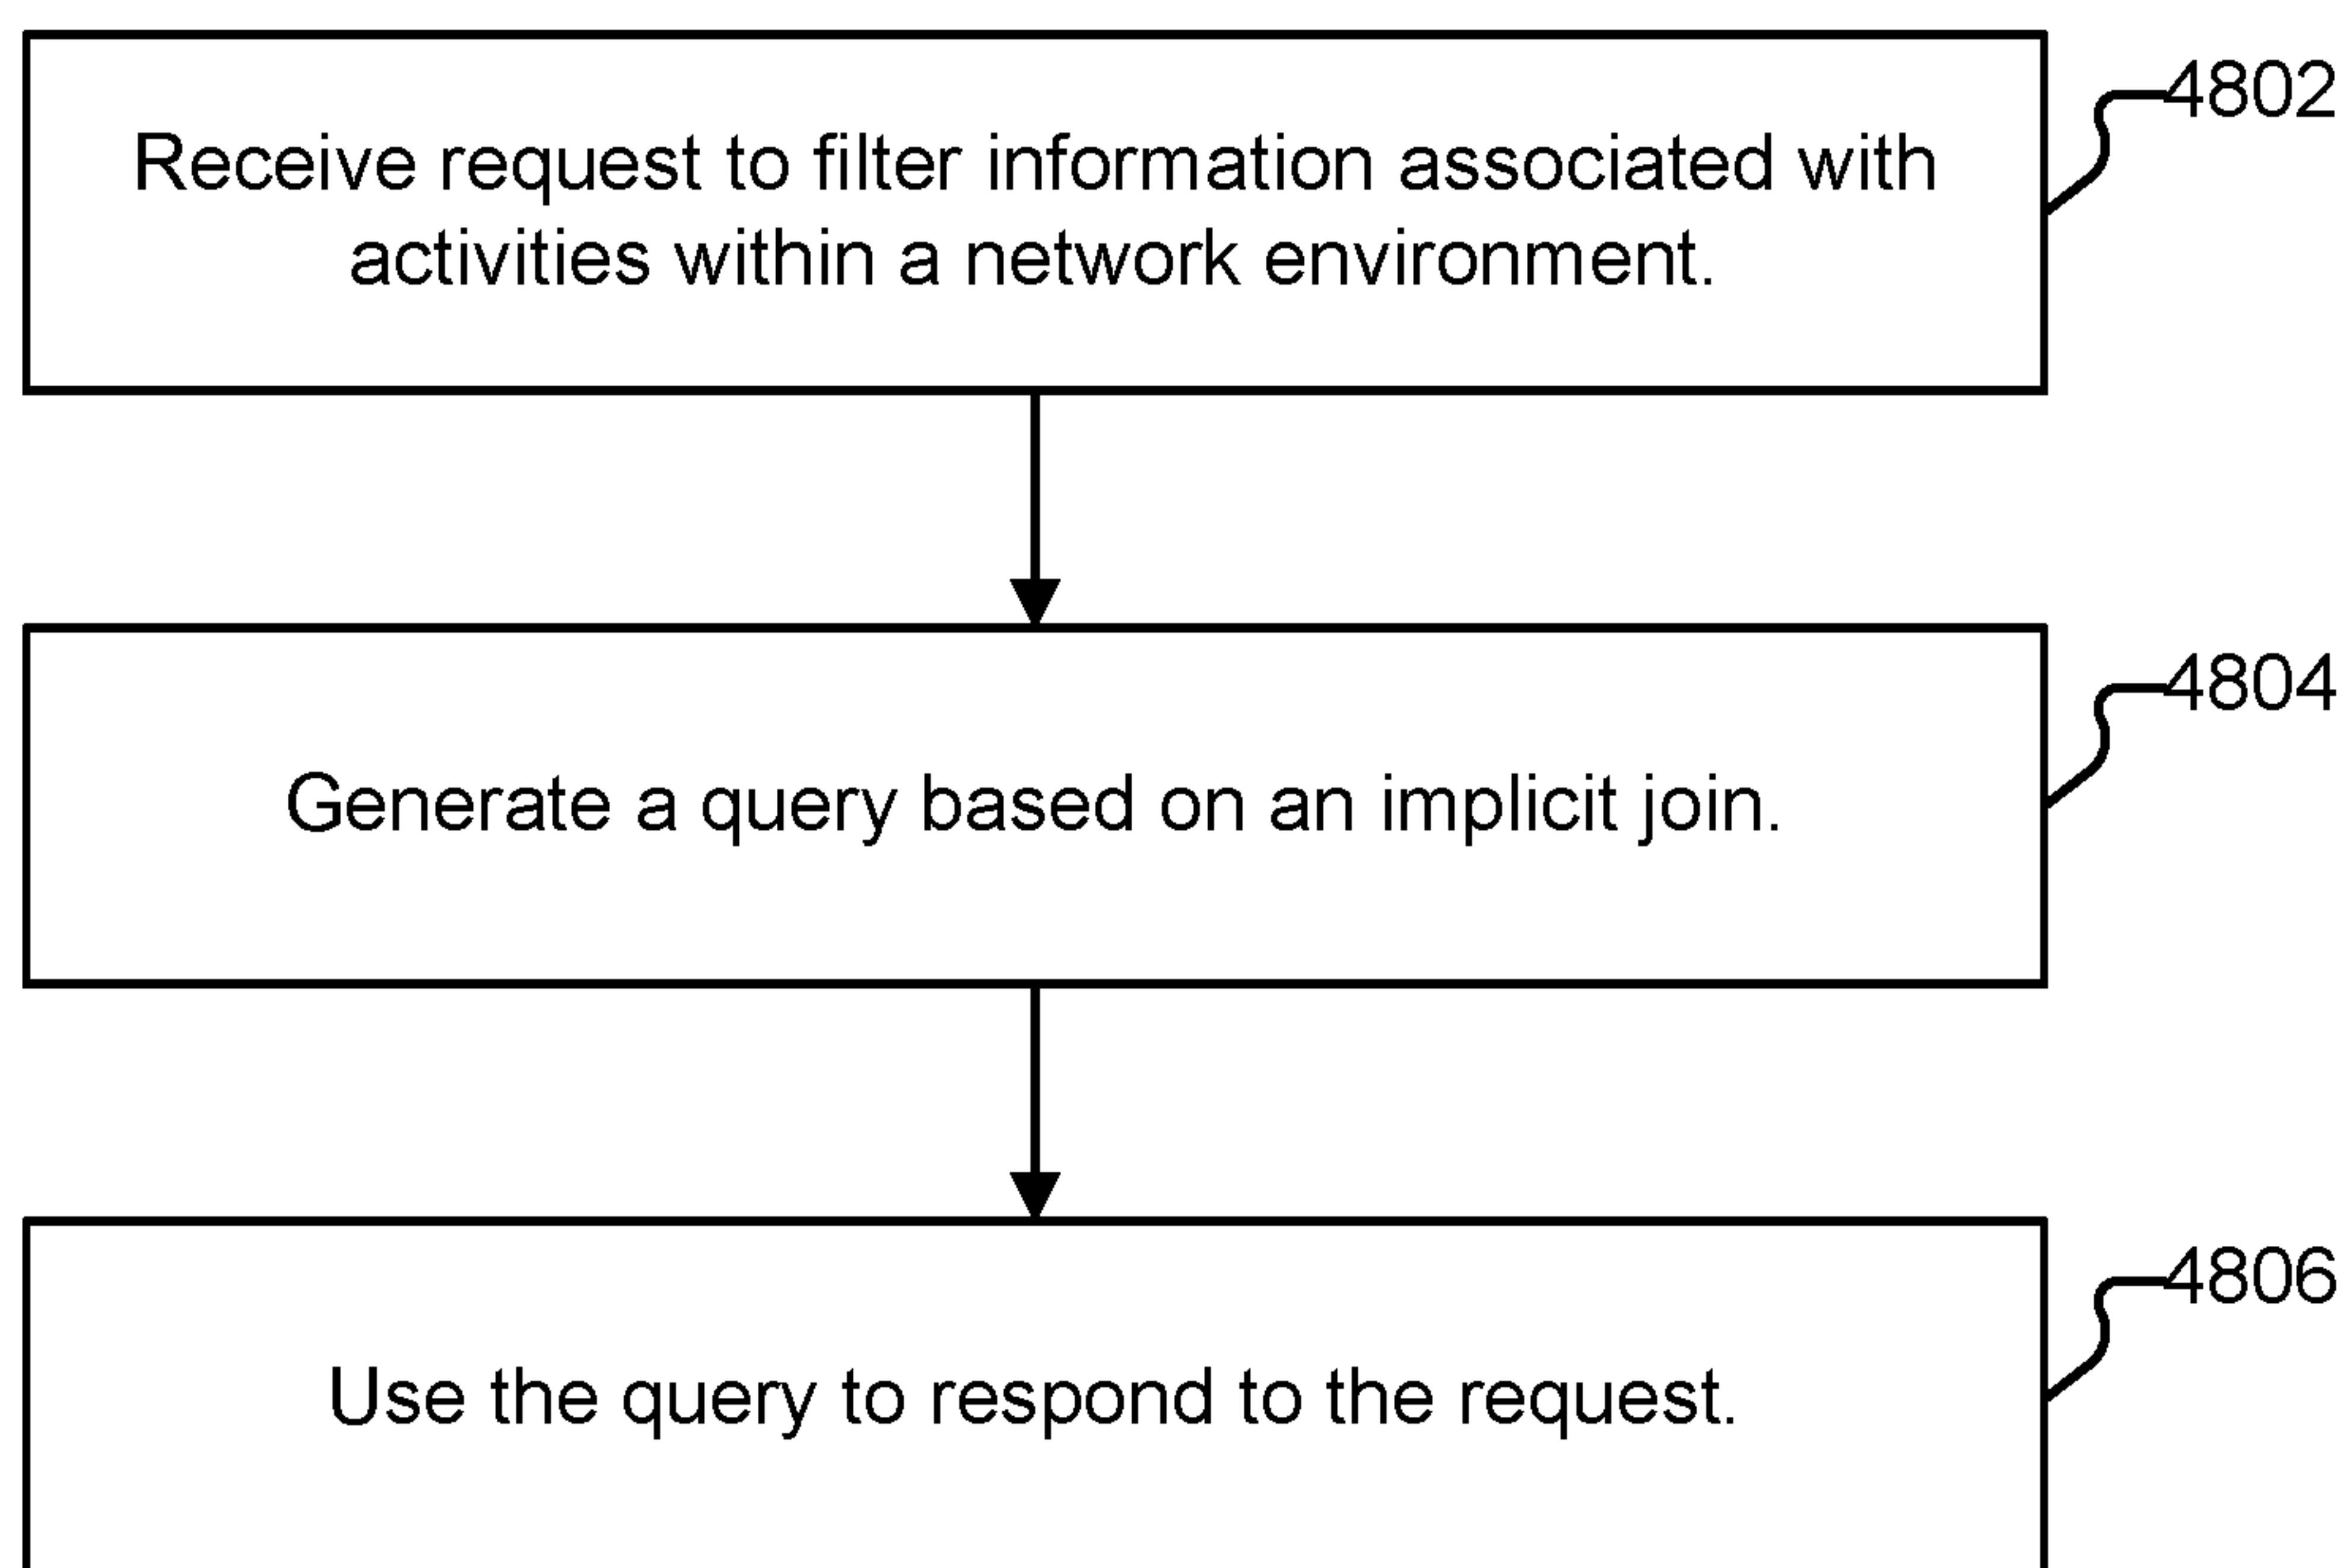 4802
Receive request to filter information associated with
activities within a network environment.
4804
Generate a query based on an implicit join.
4806
Use the query to respond to the request.